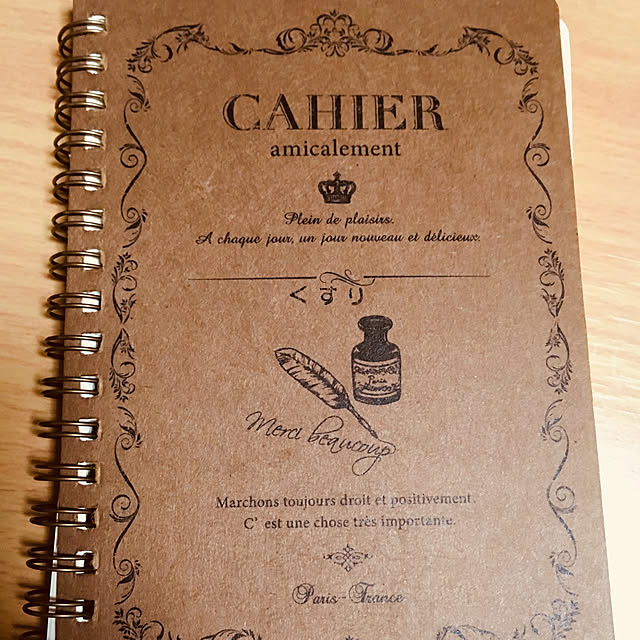 CAHIER
amicalement
Plein de plaisirs.
A chaque jour, un jour nouveau et délicieux.
くすり
Paris
Merci beaucoup
Marchons toujours droit et positivement.
C' est une chose très importante.
Paris-France